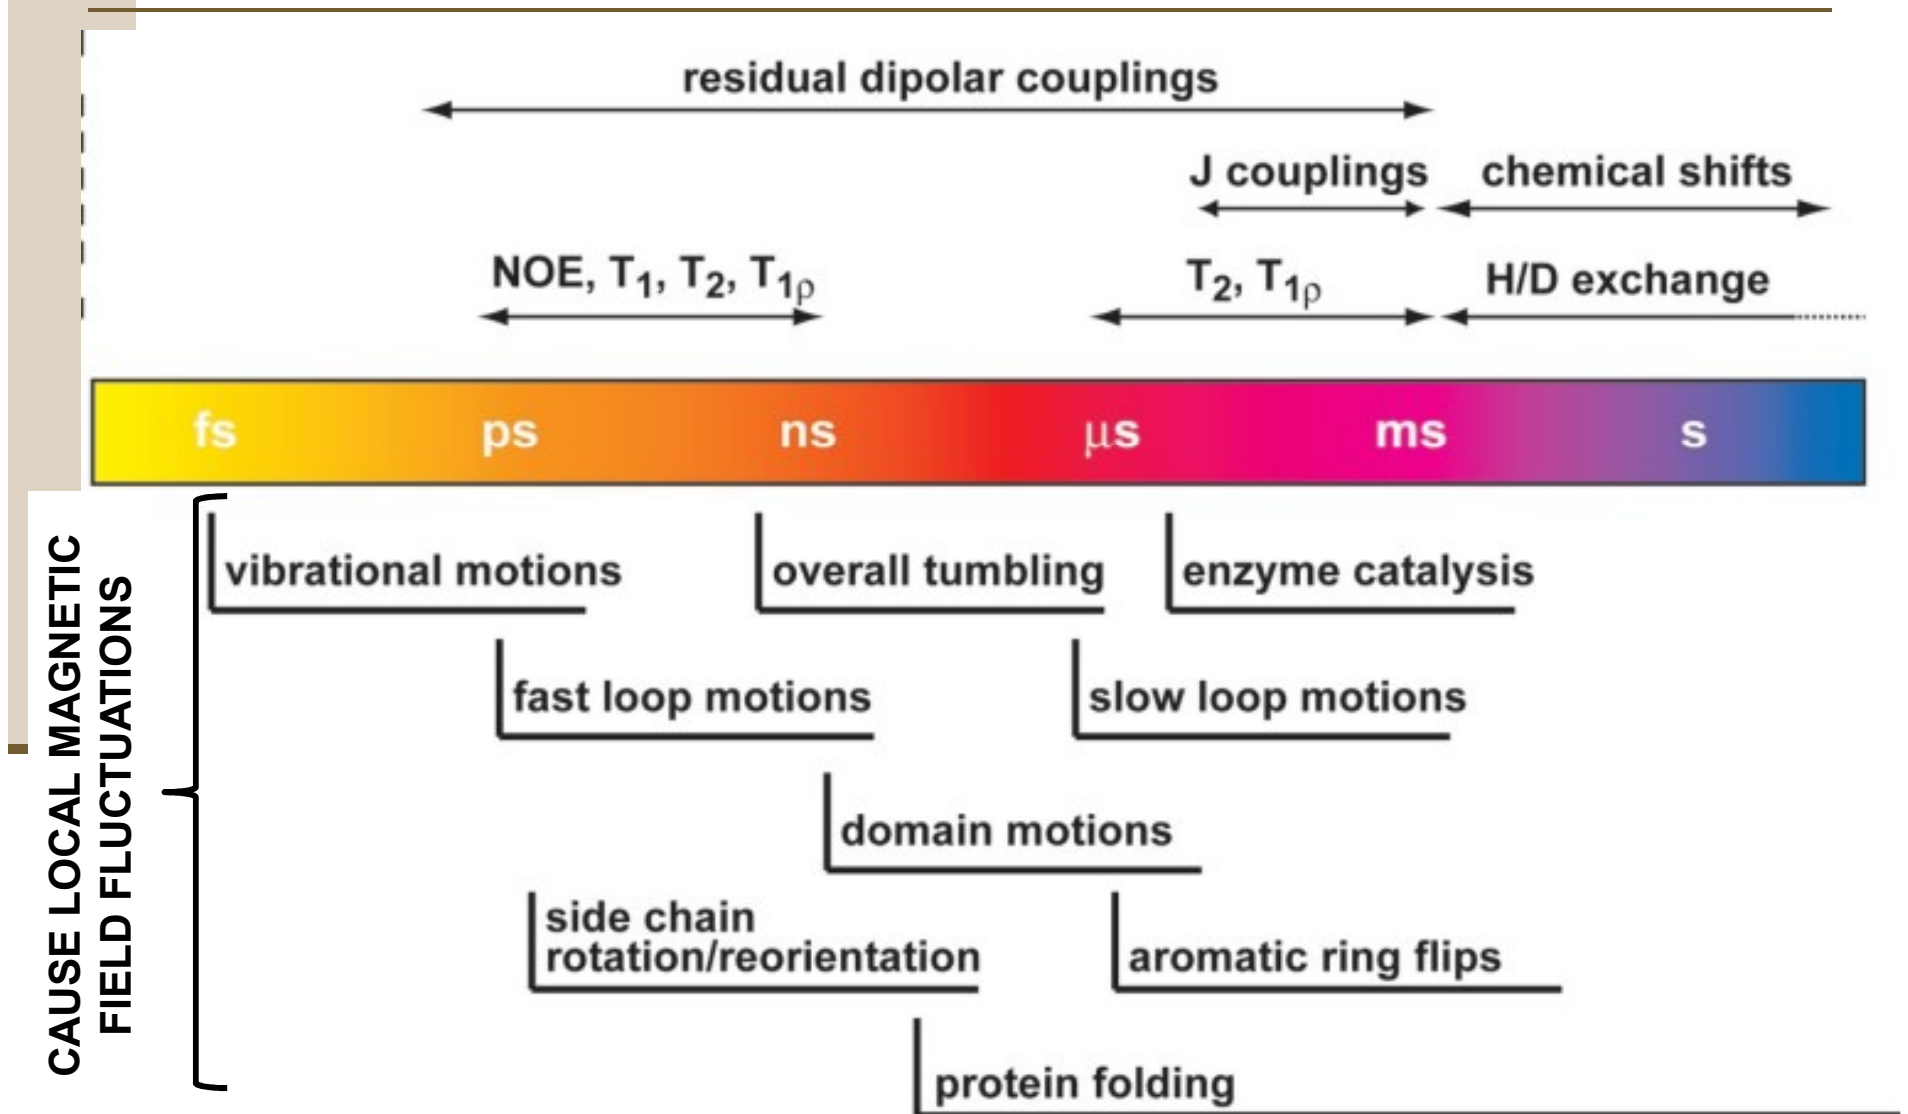 residual dipolar couplings
J couplings
chemical shifts
NOE, T1, T2, T1ρ
T2, T1ρ
H/D exchange
fs
ps
ns
μs
ms
s
CAUSE LOCAL MAGNETIC
FIELD FLUCTUATIONS
vibrational motions
overall tumbling
enzyme catalysis
fast loop motions
slow loop motions
domain motions
side chain
rotation/reorientation
aromatic ring flips
protein folding